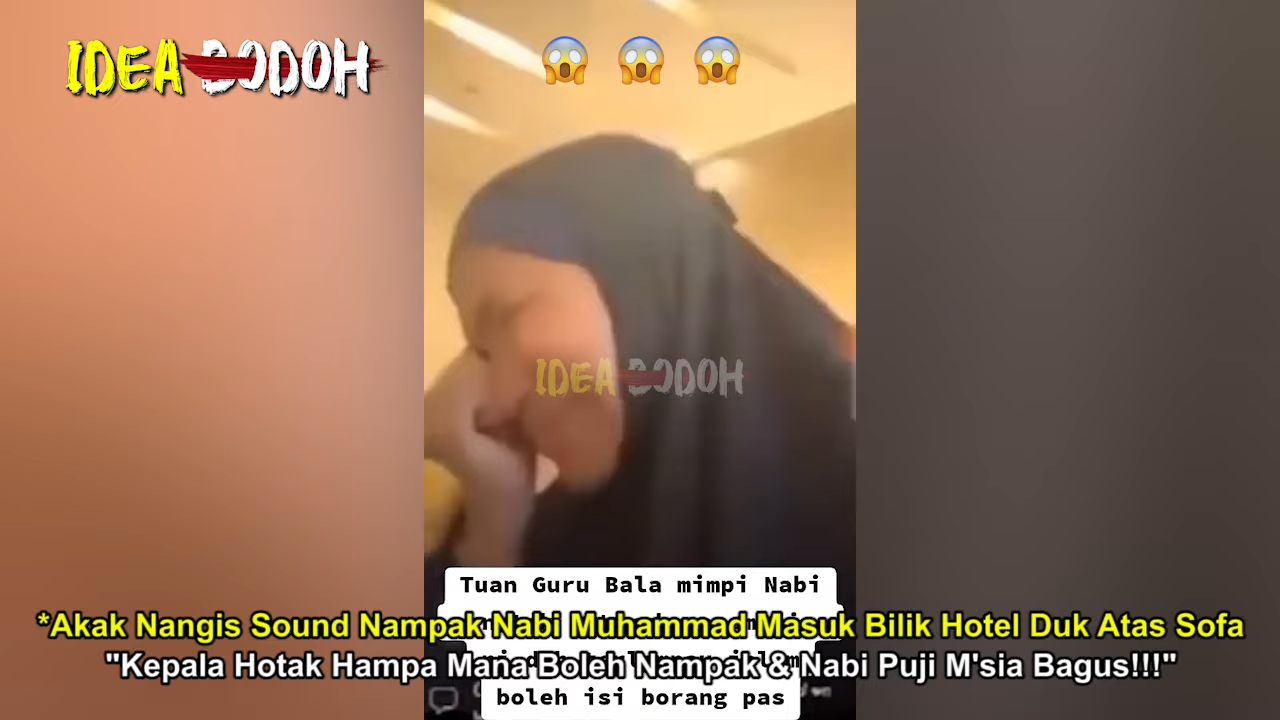 IDEA BODOH
IDEA BODOH
Tuan Guru Bala mimpi Nabi
*Akak Nangis Sound Nampak Nabi Muhammad Masuk Bilik Hotel Duk Atas Sofa
"Kepala Hotak Hampa Mana Boleh Nampak & Nabi Puji M'sia Bagus!!!"
boleh isi borang pas